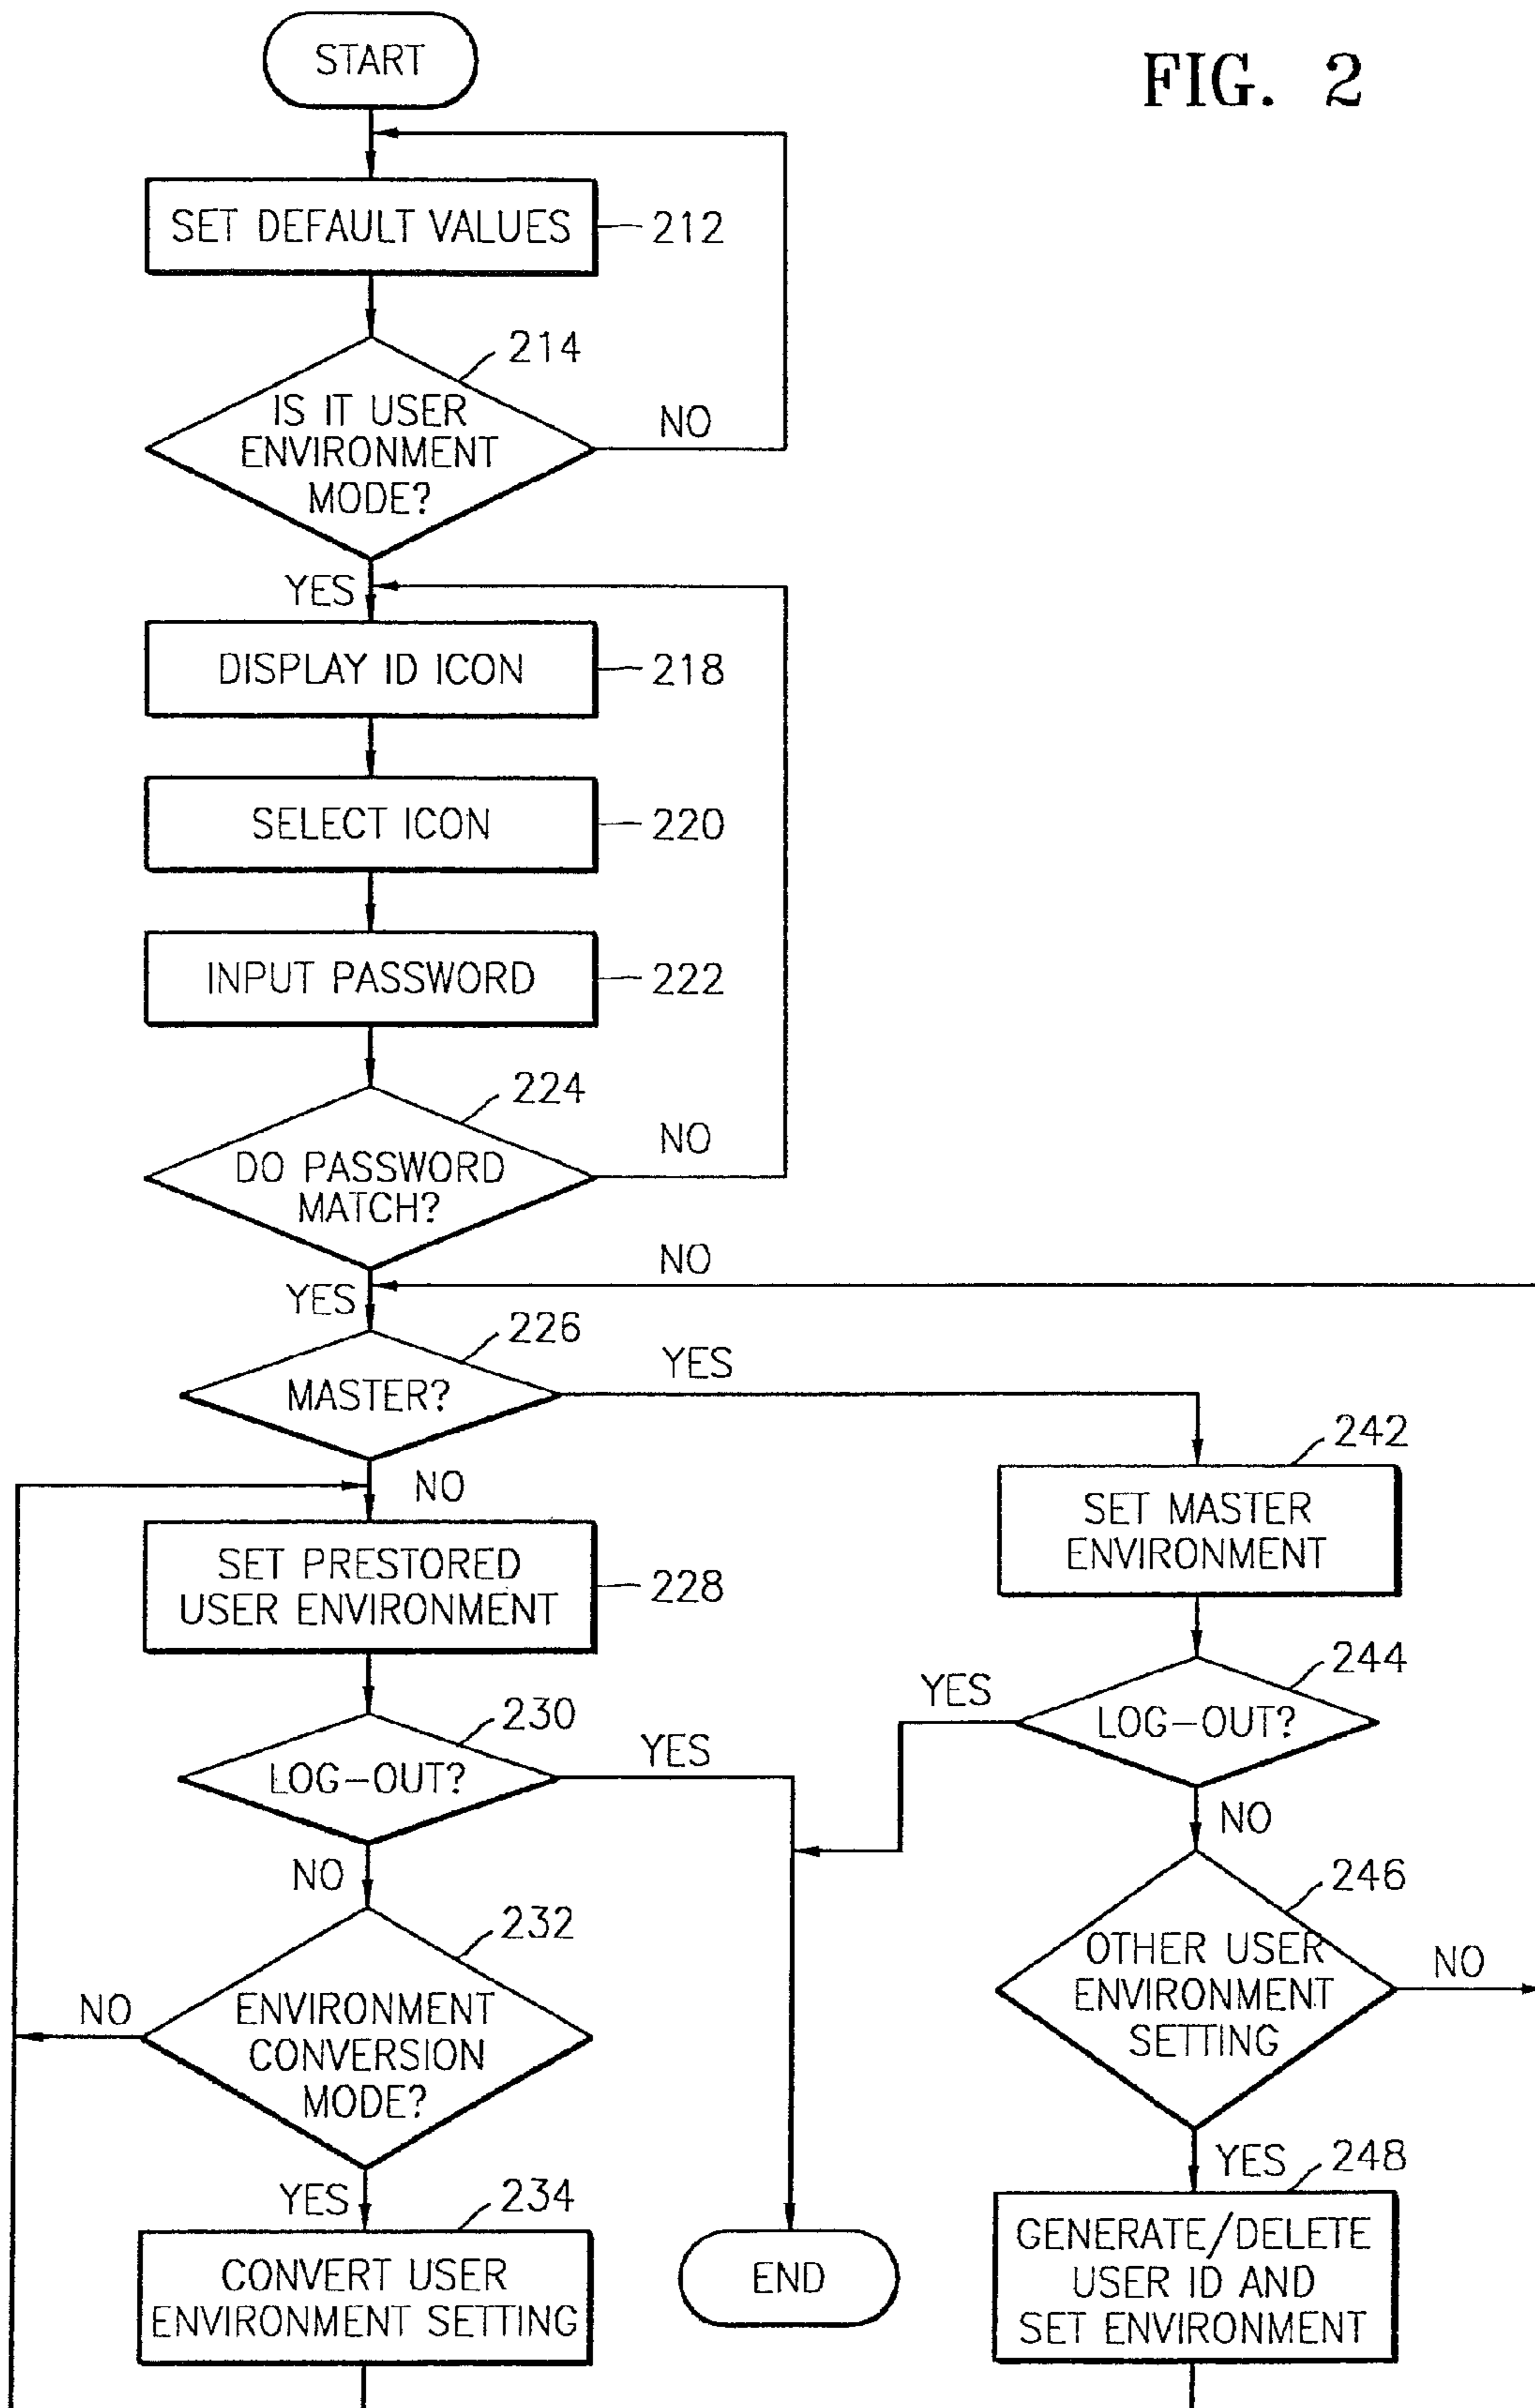 FIG. 2
START
SET DEFAULT VALUES
212
214
IS IT USER
ENVIRONMENT
MODE?
NO
YES
DISPLAY ID ICON
218
SELECT ICON
220
INPUT PASSWORD
222
224
DO PASSWORD
MATCH?
NO
NO
YES
226
MASTER?
YES
NO
242
SET MASTER
ENVIRONMENT
SET PRESTORED
USER ENVIRONMENT
228
244
LOG-OUT?
YES
NO
230
LOG-OUT?
YES
NO
246
OTHER USER
ENVIRONMENT
SETTING
NO
YES
232
ENVIRONMENT
CONVERSION
MODE?
NO
YES
234
CONVERT USER
ENVIRONMENT SETTING
END
248
GENERATE/DELETE
USER ID AND
SET ENVIRONMENT